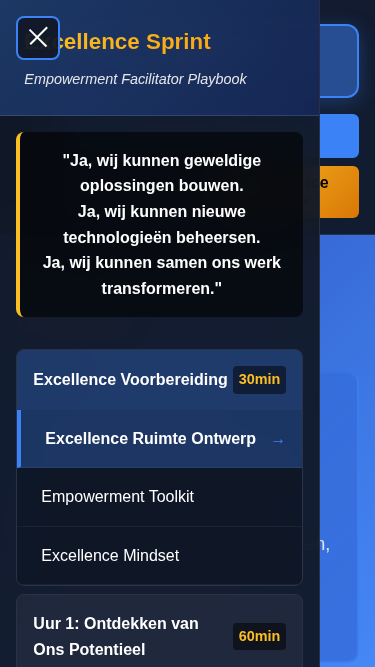 cellence Sprint
Empowerment Facilitator Playbook
"Ja, wij kunnen geweldige
oplossingen bouwen.
Ja, wij kunnen nieuwe
technologieën beheersen.
Ja, wij kunnen samen ons werk
transformeren."
Excellence Voorbereiding 30min
Excellence Ruimte Ontwerp →
Empowerment Toolkit
Excellence Mindset
Uur 1: Ontdekken van
Ons Potentieel
60min